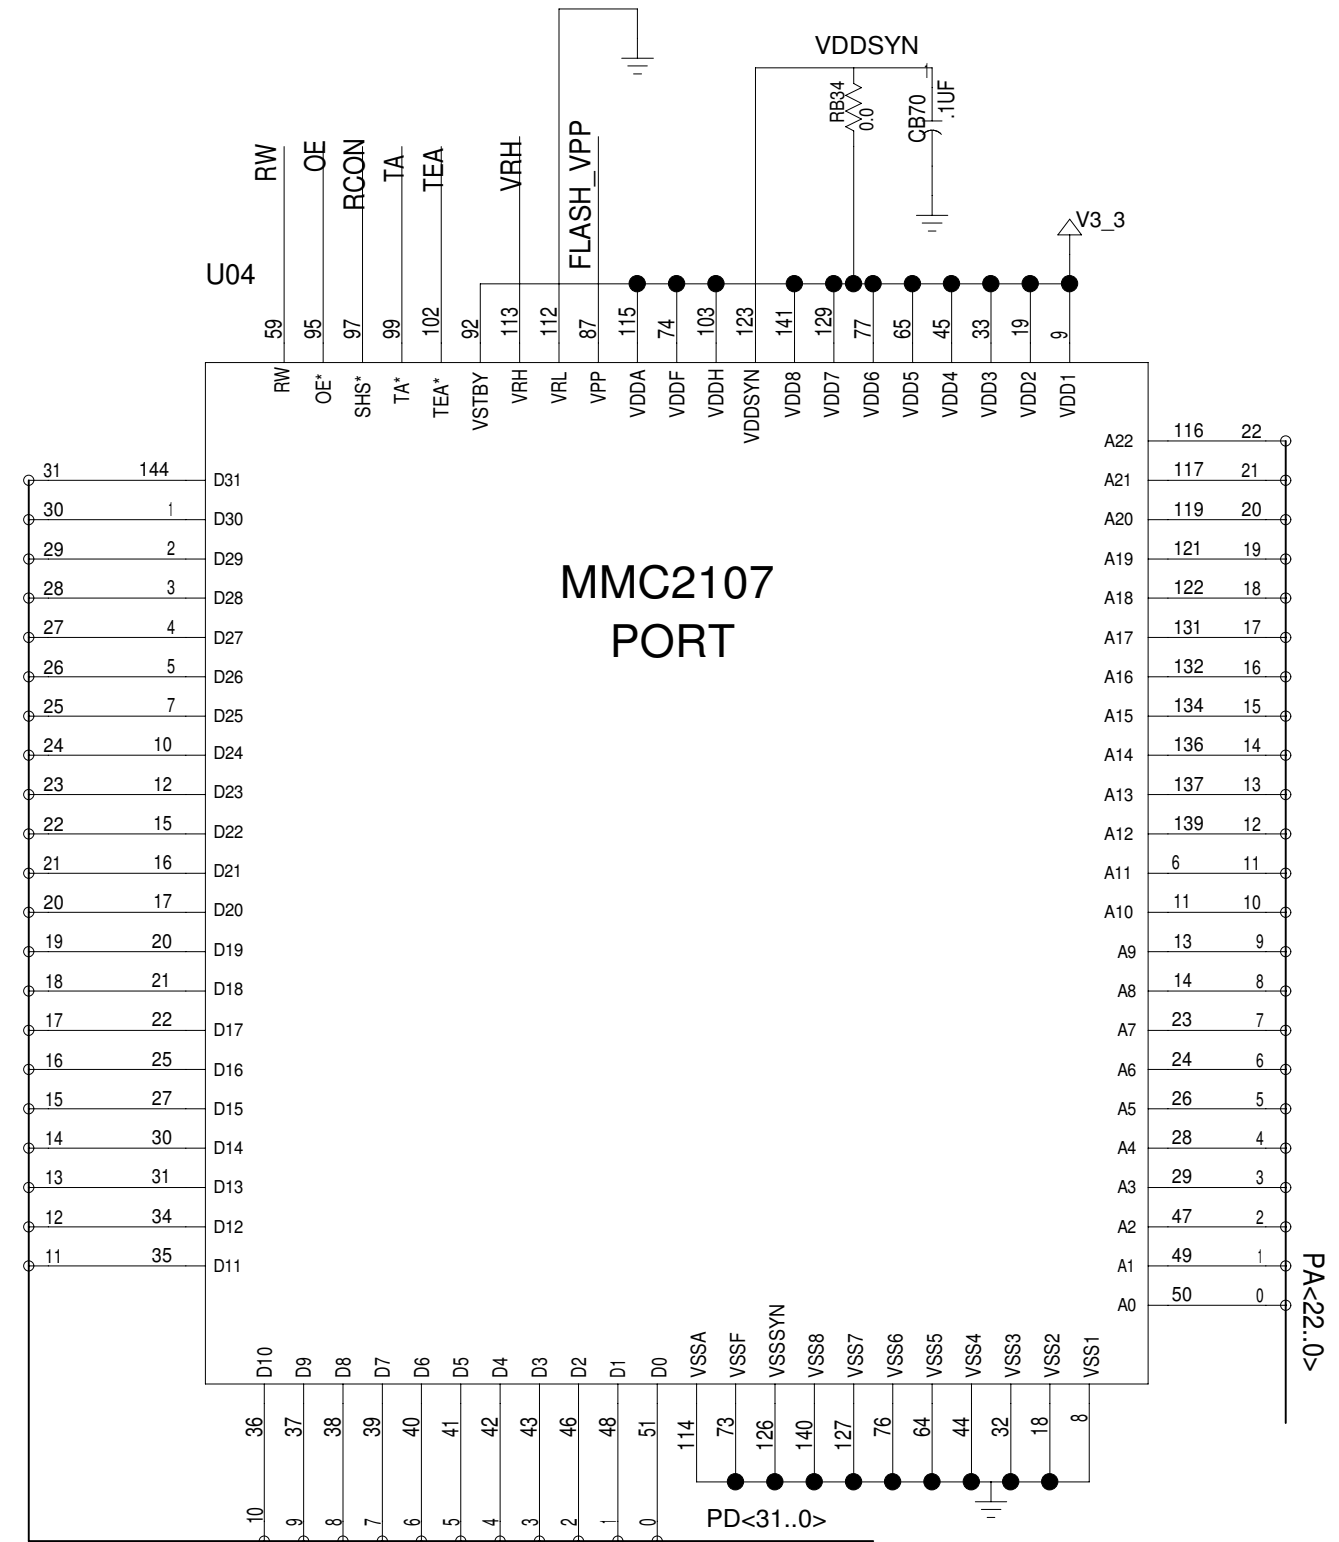 VDDSYN
RB34
0.0
CB70
1
.1UF
RW
OE
RCON
TA
TEA
VRH
FLASH_VPP
V3_3
U04
59
95
97
99
102
92
113
112
87
115
74
103
123
141
129
77
65
45
33
19
9
RW
OE*
SHS*
TA*
TEA*
VSTBY
VRH
VRL
VPP
VDDA
VDDF
VDDH
VDDSYN
VDD8
VDD7
VDD6
VDD5
VDD4
VDD3
VDD2
VDD1
MMC2107
PORT
31 144 D31
30 1 D30
29 2 D29
28 3 D28
27 4 D27
26 5 D26
25 7 D25
24 10 D24
23 12 D23
22 15 D22
21 16 D21
20 17 D20
19 20 D19
18 21 D18
17 22 D17
16 25 D16
15 27 D15
14 30 D14
13 31 D13
12 34 D12
11 35 D11
A22 116 22
A21 117 21
A20 119 20
A19 121 19
A18 122 18
A17 131 17
A16 132 16
A15 134 15
A14 136 14
A13 137 13
A12 139 12
A11 6 11
A10 11 10
A9 13 9
A8 14 8
A7 23 7
A6 24 6
A5 26 5
A4 28 4
A3 29 3
A2 47 2
A1 49 1
A0 50 0
PA<22..0>
D10
D9
D8
D7
D6
D5
D4
D3
D2
D1
D0
VSSA
VSSF
VSSSYN
VSS8
VSS7
VSS6
VSS5
VSS4
VSS3
VSS2
VSS1
36
37
38
39
40
41
42
43
46
48
51
114
73
126
140
127
76
64
44
32
18
8
10
9
8
7
6
5
4
3
2
1
0
PD<31..0>